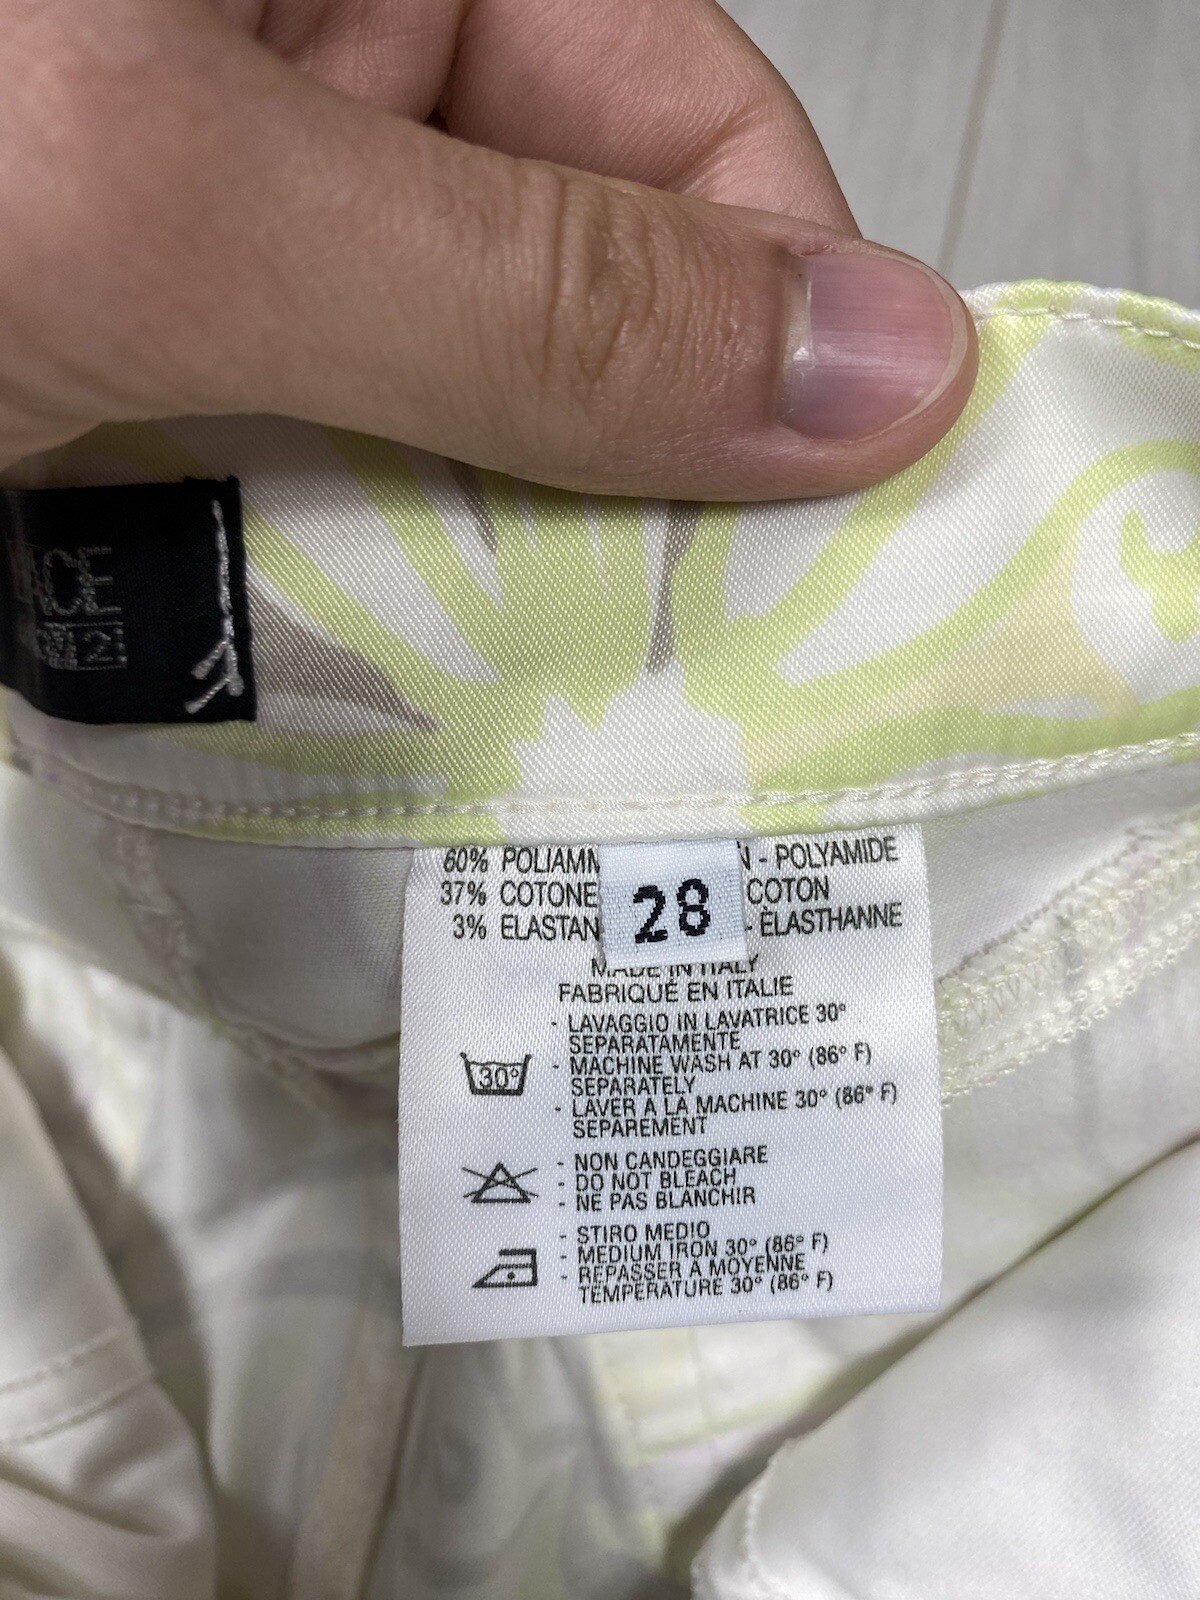 ACE
60% POLIAMM
N - POLYAMIDE
37% COTONE
COTON
3% ELASTAN
- ÈLASTHANNE
28
MADE IN ITALY
FABRIQUÉ EN ITALIE
- LAVAGGIO IN LAVATRICE 30°
SEPARATAMENTE
30°
- MACHINE WASH AT 30° (86° F)
SEPARATELY
- LAVER A LA MACHINE 30° (86° F)
SEPAREMENT
- NON CANDEGGIARE
- DO NOT BLEACH
- NE PAS BLANCHIR
- STIRO MEDIO
- MEDIUM IRON 30° (86° F)
- REPASSER A MOYENNE
TEMPERATURE 30° (86° F)